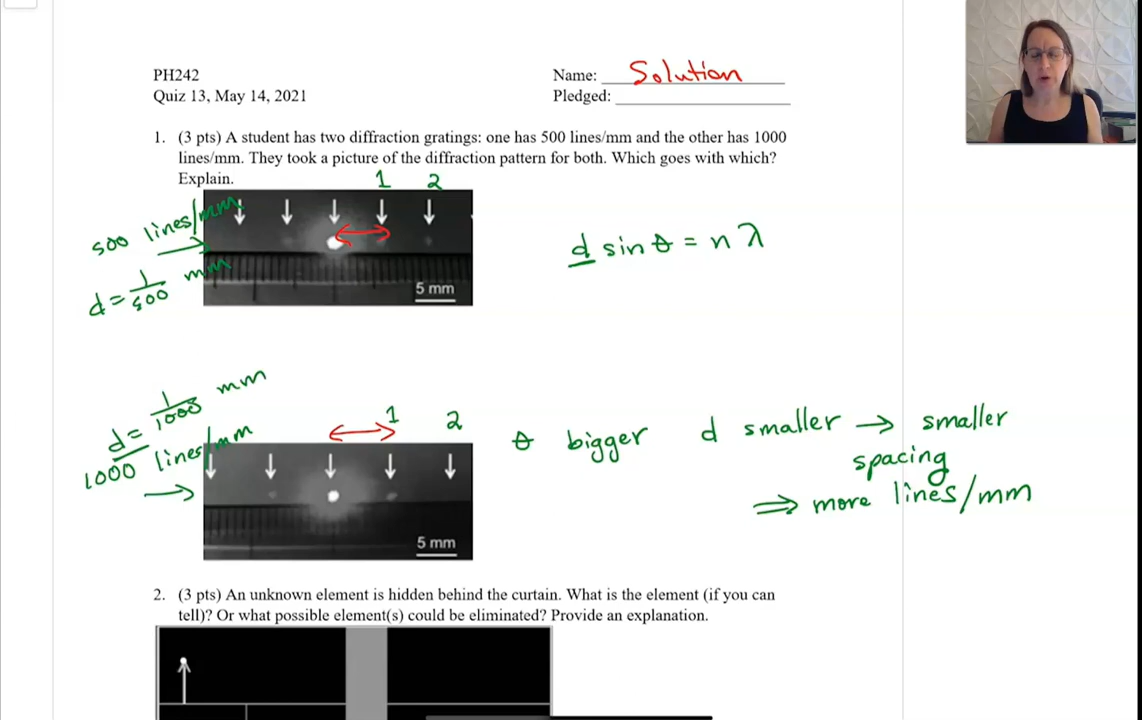 PH242
Name: Solution
Quiz 13, May 14, 2021
Pledged:
1. (3 pts) A student has two diffraction gratings: one has 500 lines/mm and the other has 1000
lines/mm. They took a picture of the diffraction pattern for both. Which goes with which?
Explain.
1 2
500 lines/mm
d = 1/500 mm
5 mm
d sin θ = n λ
d = 1/1000 mm
1000 lines/mm
1 2
5 mm
θ bigger
d smaller → smaller
spacing
⇒ more lines/mm
2. (3 pts) An unknown element is hidden behind the curtain. What is the element (if you can
tell)? Or what possible element(s) could be eliminated? Provide an explanation.